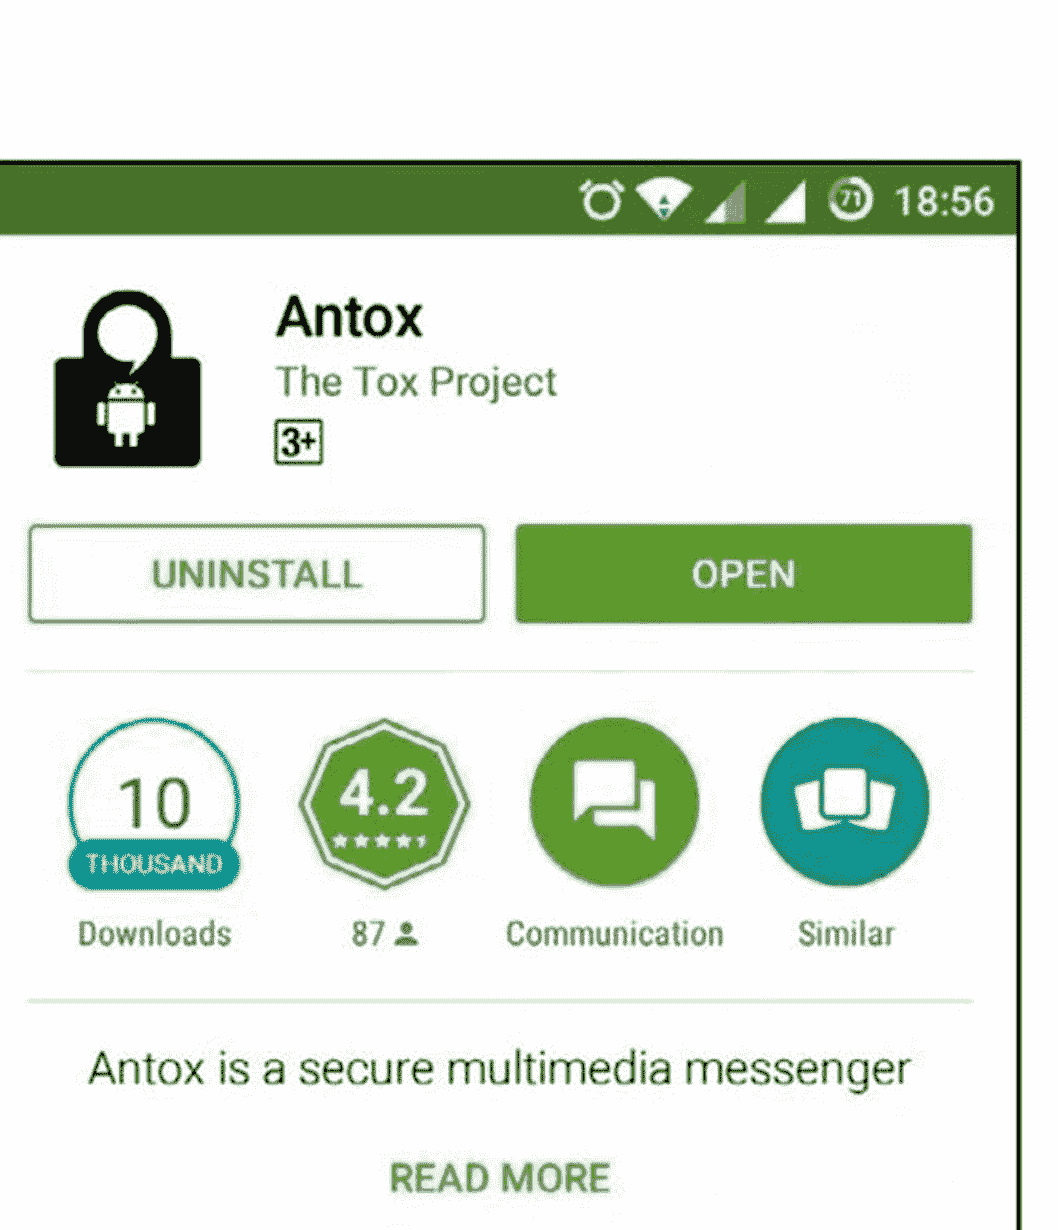 71 18:56
Antox
The Tox Project
3+
UNINSTALL OPEN
10 4.2
THOUSAND
Downloads 87 Communication Similar
Antox is a secure multimedia messenger
READ MORE